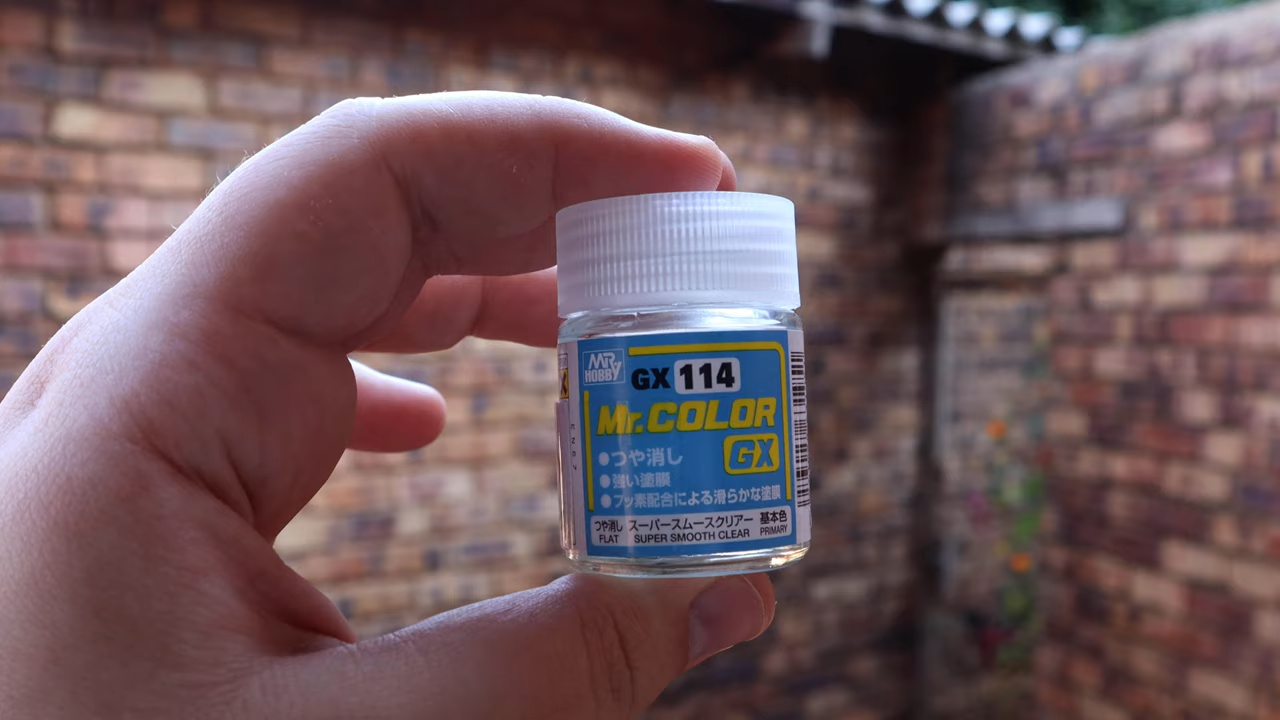 MR HOBBY
GX 114
Mr.COLOR
GX
●つや消し
●強い塗膜
●フッ素配合による滑らかな塗膜
つや消し スーパースムースクリアー 基本色
FLAT SUPER SMOOTH CLEAR PRIMARY